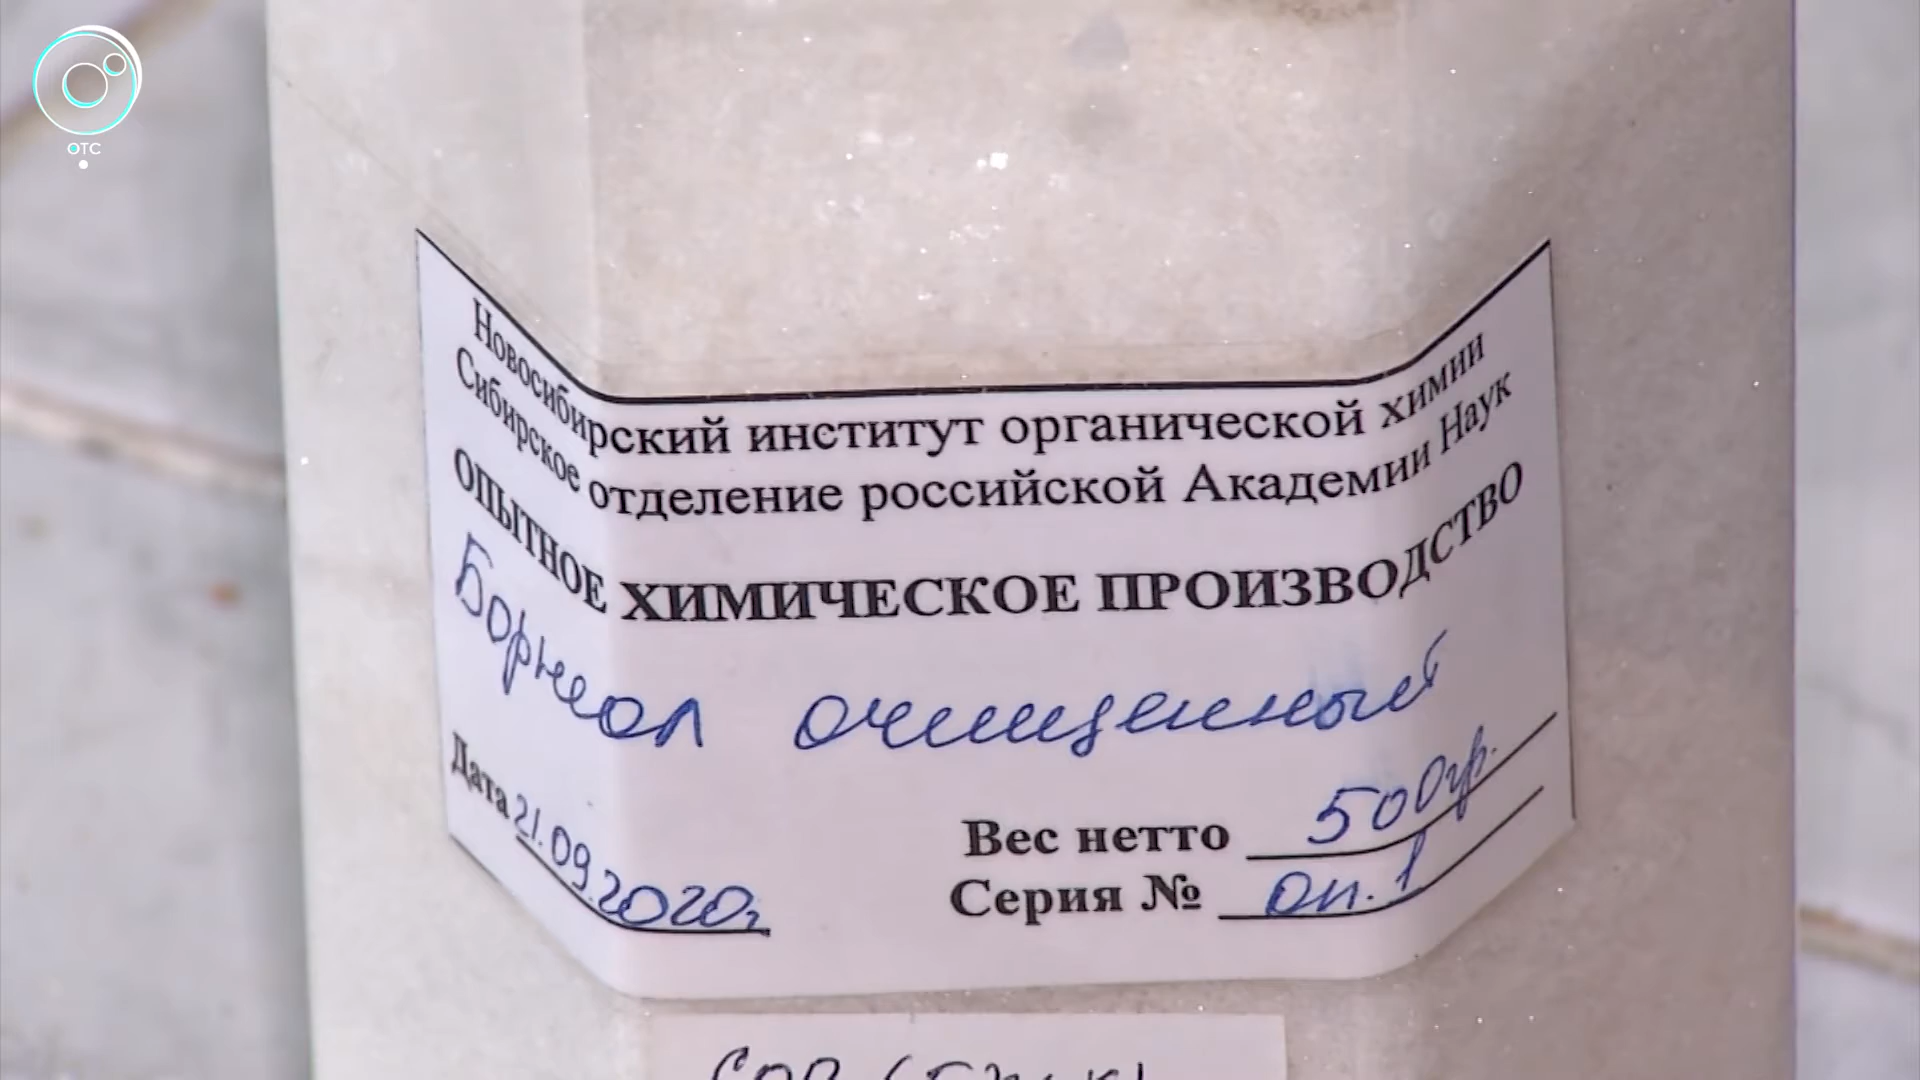 ОТС
Новосибирский институт органической химии
Сибирское отделение российской Академии Наук
ОПЫТНОЕ ХИМИЧЕСКОЕ ПРОИЗВОДСТВО
Борнеол очищенный
Дата 21.09.2020г
Вес нетто 500гр.
Серия № оп.1